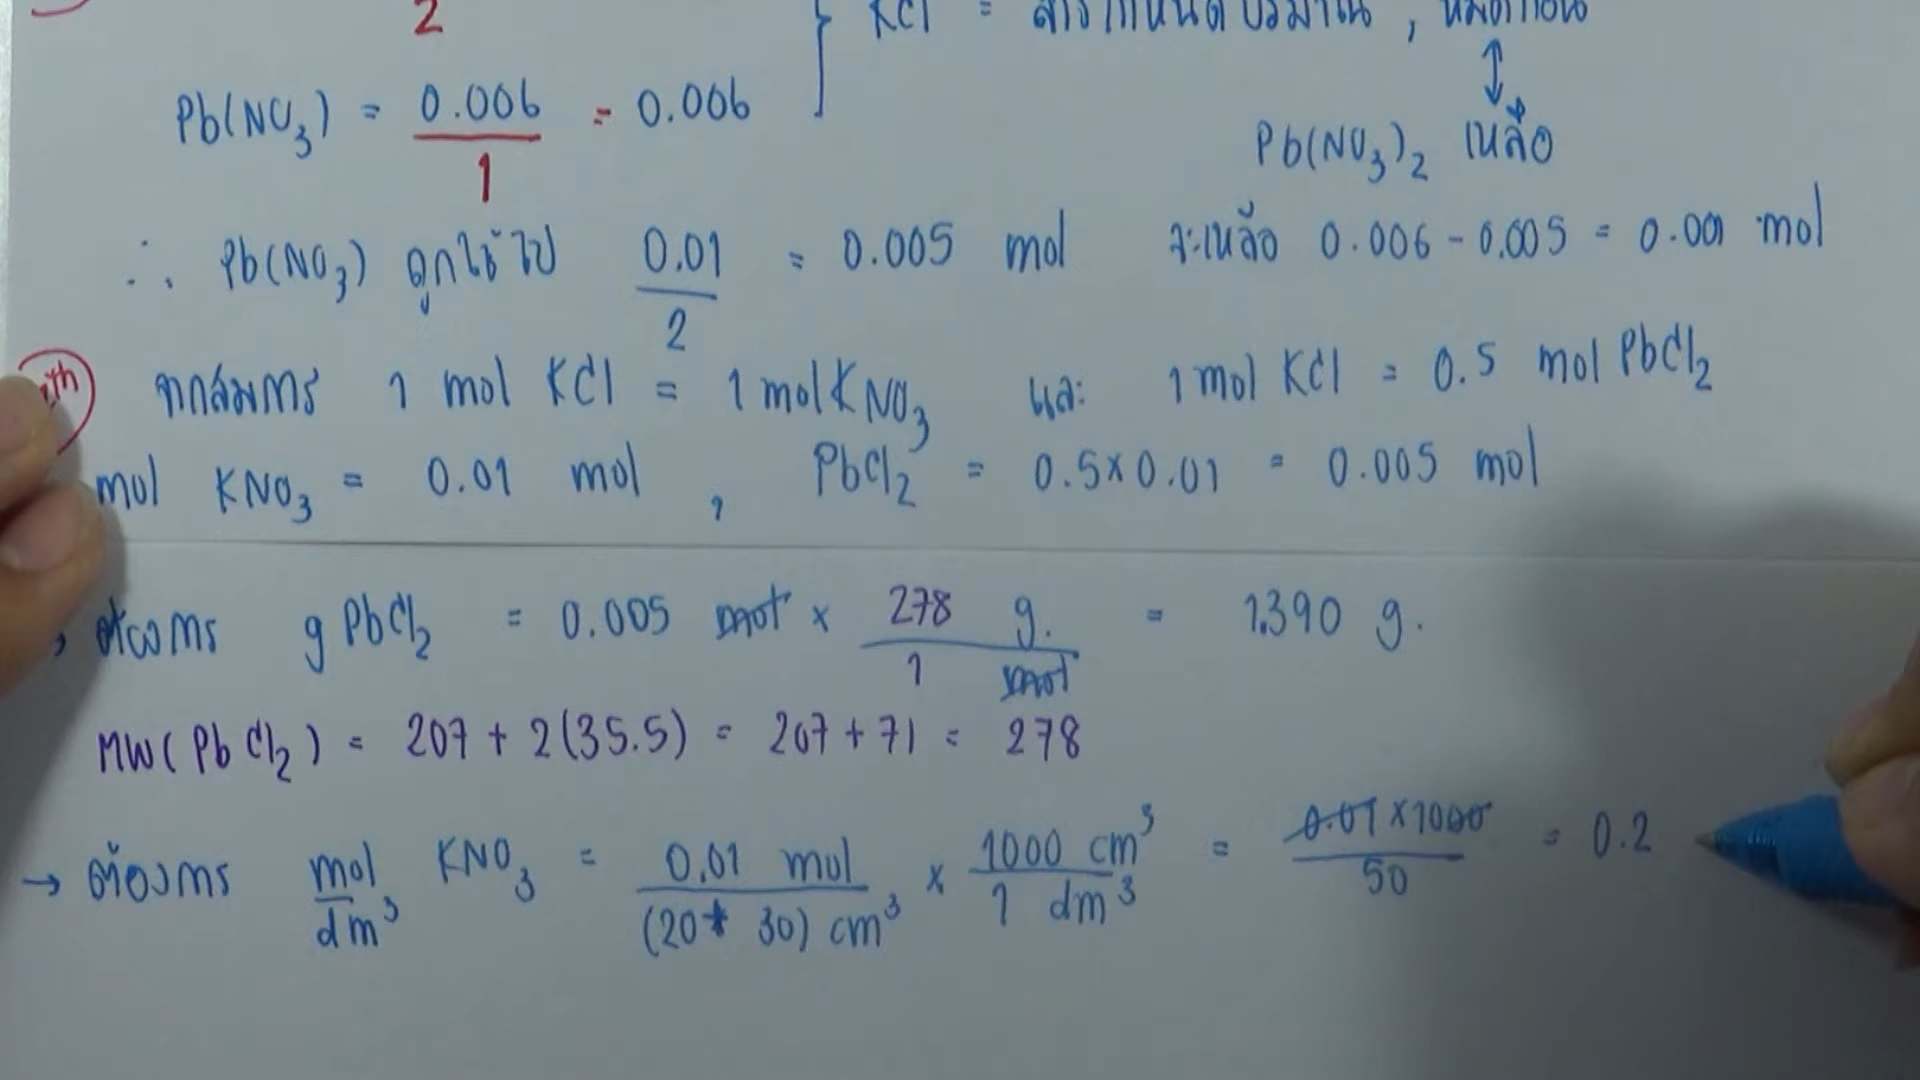 2
KCl = สารกำหนดปริมาณ , หมดก่อน
Pb(NO3) = 0.006 / 1 = 0.006
Pb(NO3)2 เหลือ
∴ Pb(NO3) ถูกใช้ไป 0.01 / 2 = 0.005 mol จะเหลือ 0.006 - 0.005 = 0.001 mol
จากสมการ 1 mol KCl = 1 mol KNO3 และ 1 mol KCl = 0.5 mol PbCl2
mol KNO3 = 0.01 mol , PbCl2 = 0.5 x 0.01 = 0.005 mol
ต้องการ g PbCl2 = 0.005 mol x 278 g. / 1 mol = 1.390 g.
MW(PbCl2) = 207 + 2(35.5) = 207 + 71 = 278
→ ต้องการ mol / dm3 KNO3 = 0.01 mol / (20+ 30) cm3 x 1000 cm3 / 1 dm3 = 0.01 x 1000 / 50 = 0.2